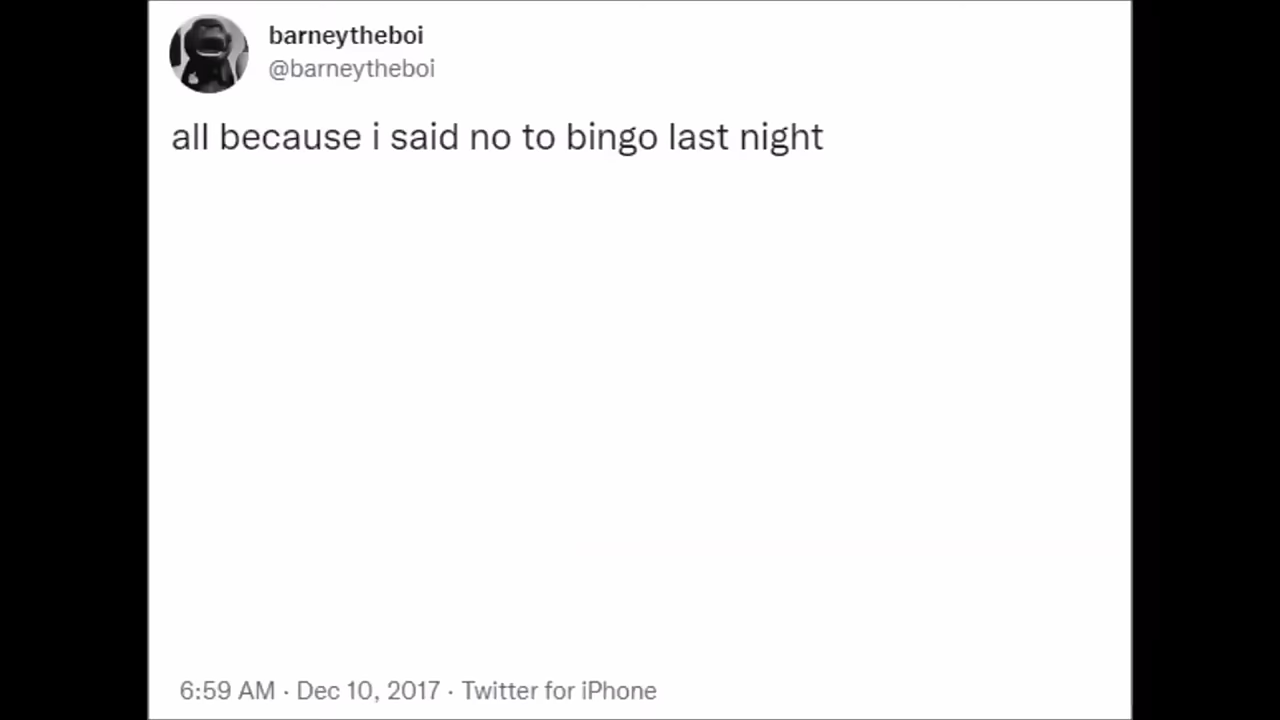 barneytheboi
@barneytheboi
all because i said no to bingo last night
6:59 AM · Dec 10, 2017 · Twitter for iPhone